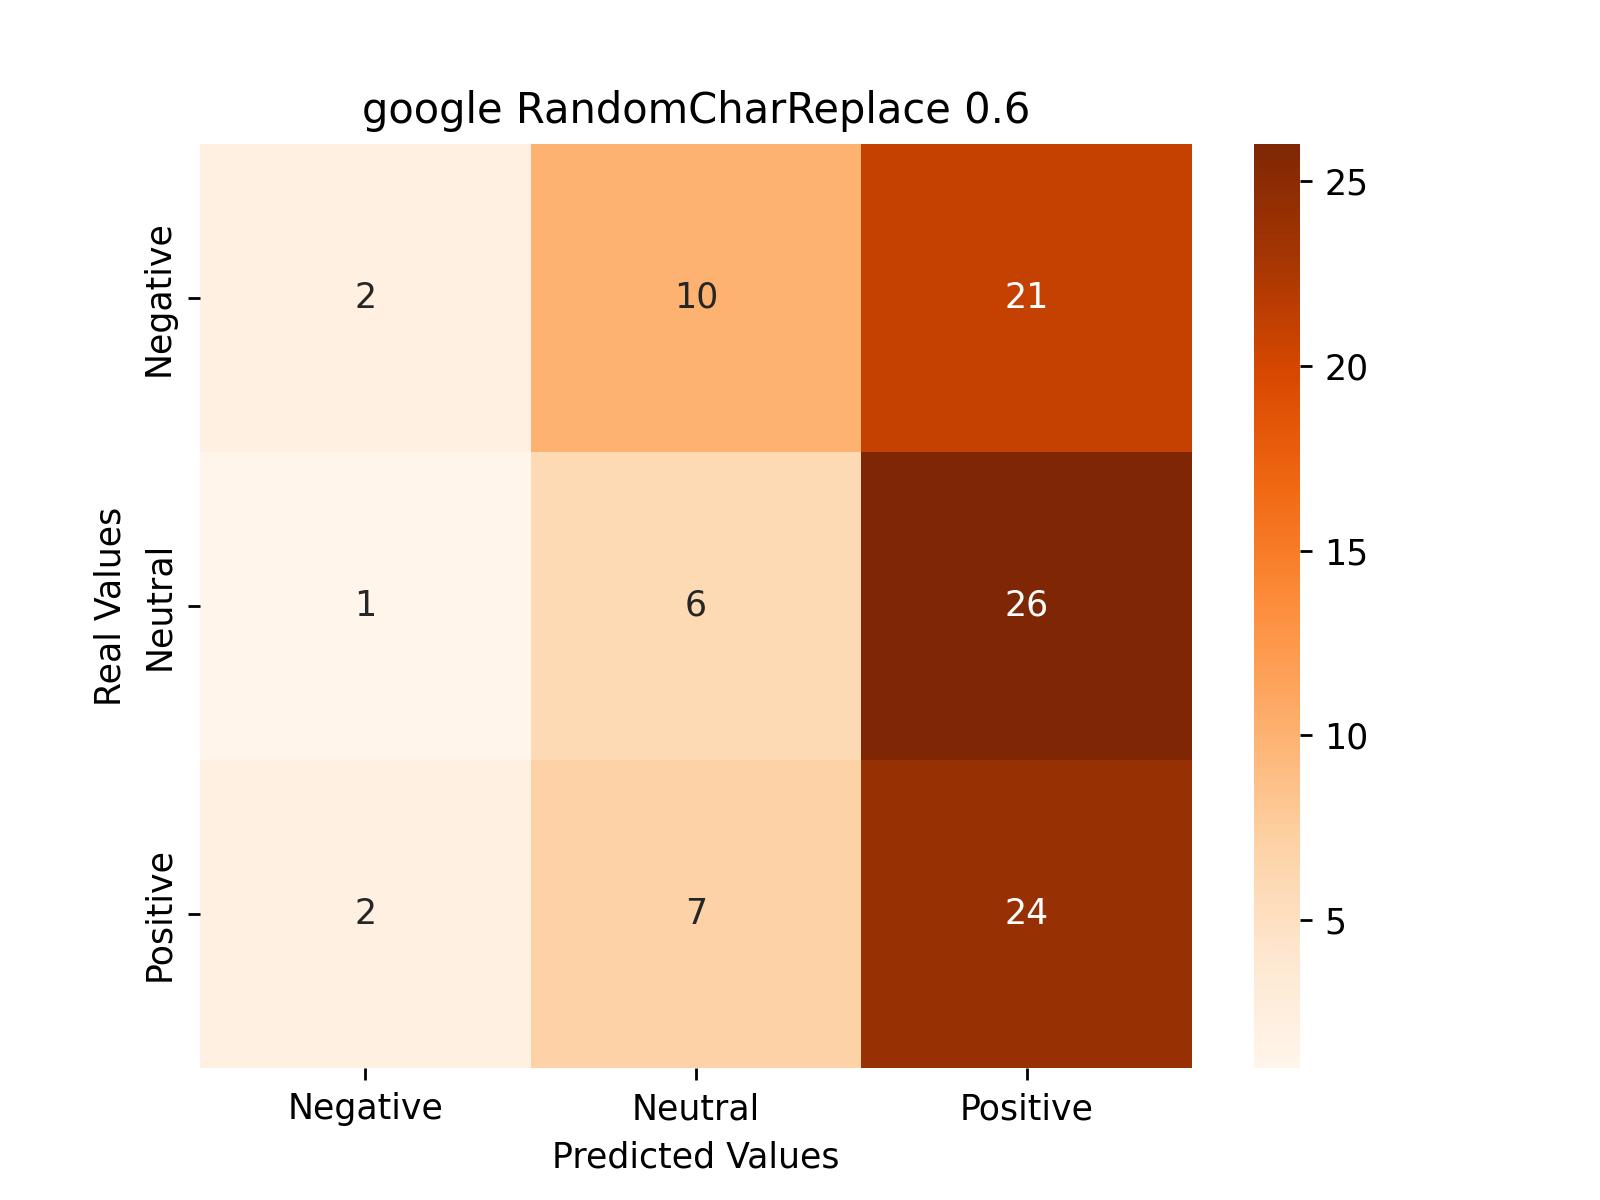 google RandomCharReplace 0.6
Real Values
Negative
2 10 21
Neutral
1 6 26
Positive
2 7 24
Negative Neutral Positive
Predicted Values
25
20
15
10
5